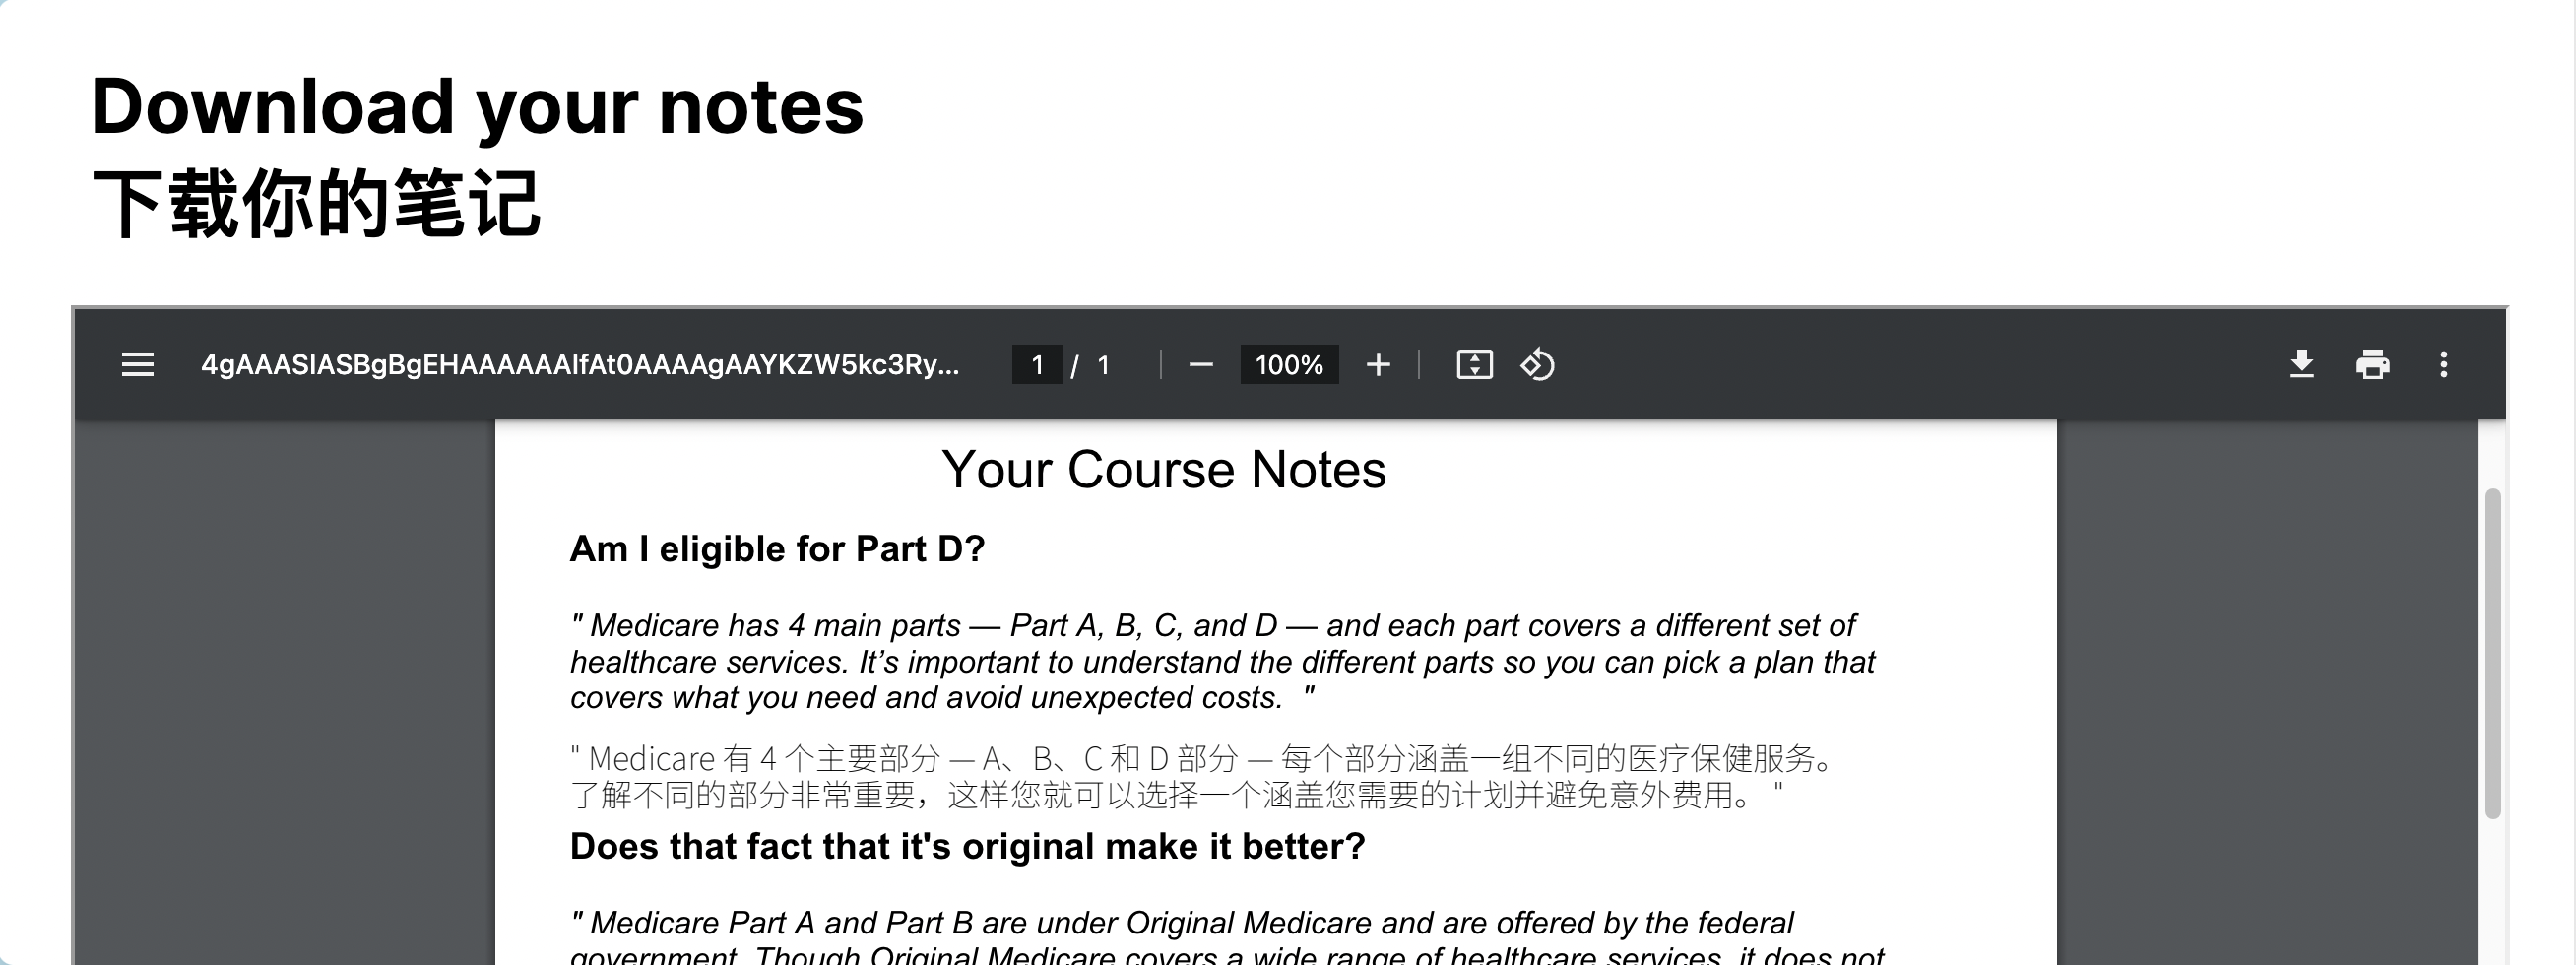 Download your notes
下载你的笔记
4gAAASIASBgBgEHAAAAAAIfAt0AAAAgAAYKZW5kc3Ry...
1 / 1
100%
Your Course Notes
Am I eligible for Part D?
" Medicare has 4 main parts — Part A, B, C, and D — and each part covers a different set of
healthcare services. It’s important to understand the different parts so you can pick a plan that
covers what you need and avoid unexpected costs. "
" Medicare 有 4 个主要部分 — A、B、C 和 D 部分 — 每个部分涵盖一组不同的医疗保健服务。
了解不同的部分非常重要，这样您就可以选择一个涵盖您需要的计划并避免意外费用。 "
Does that fact that it's original make it better?
" Medicare Part A and Part B are under Original Medicare and are offered by the federal
government. Though Original Medicare covers a wide range of healthcare services, it does not